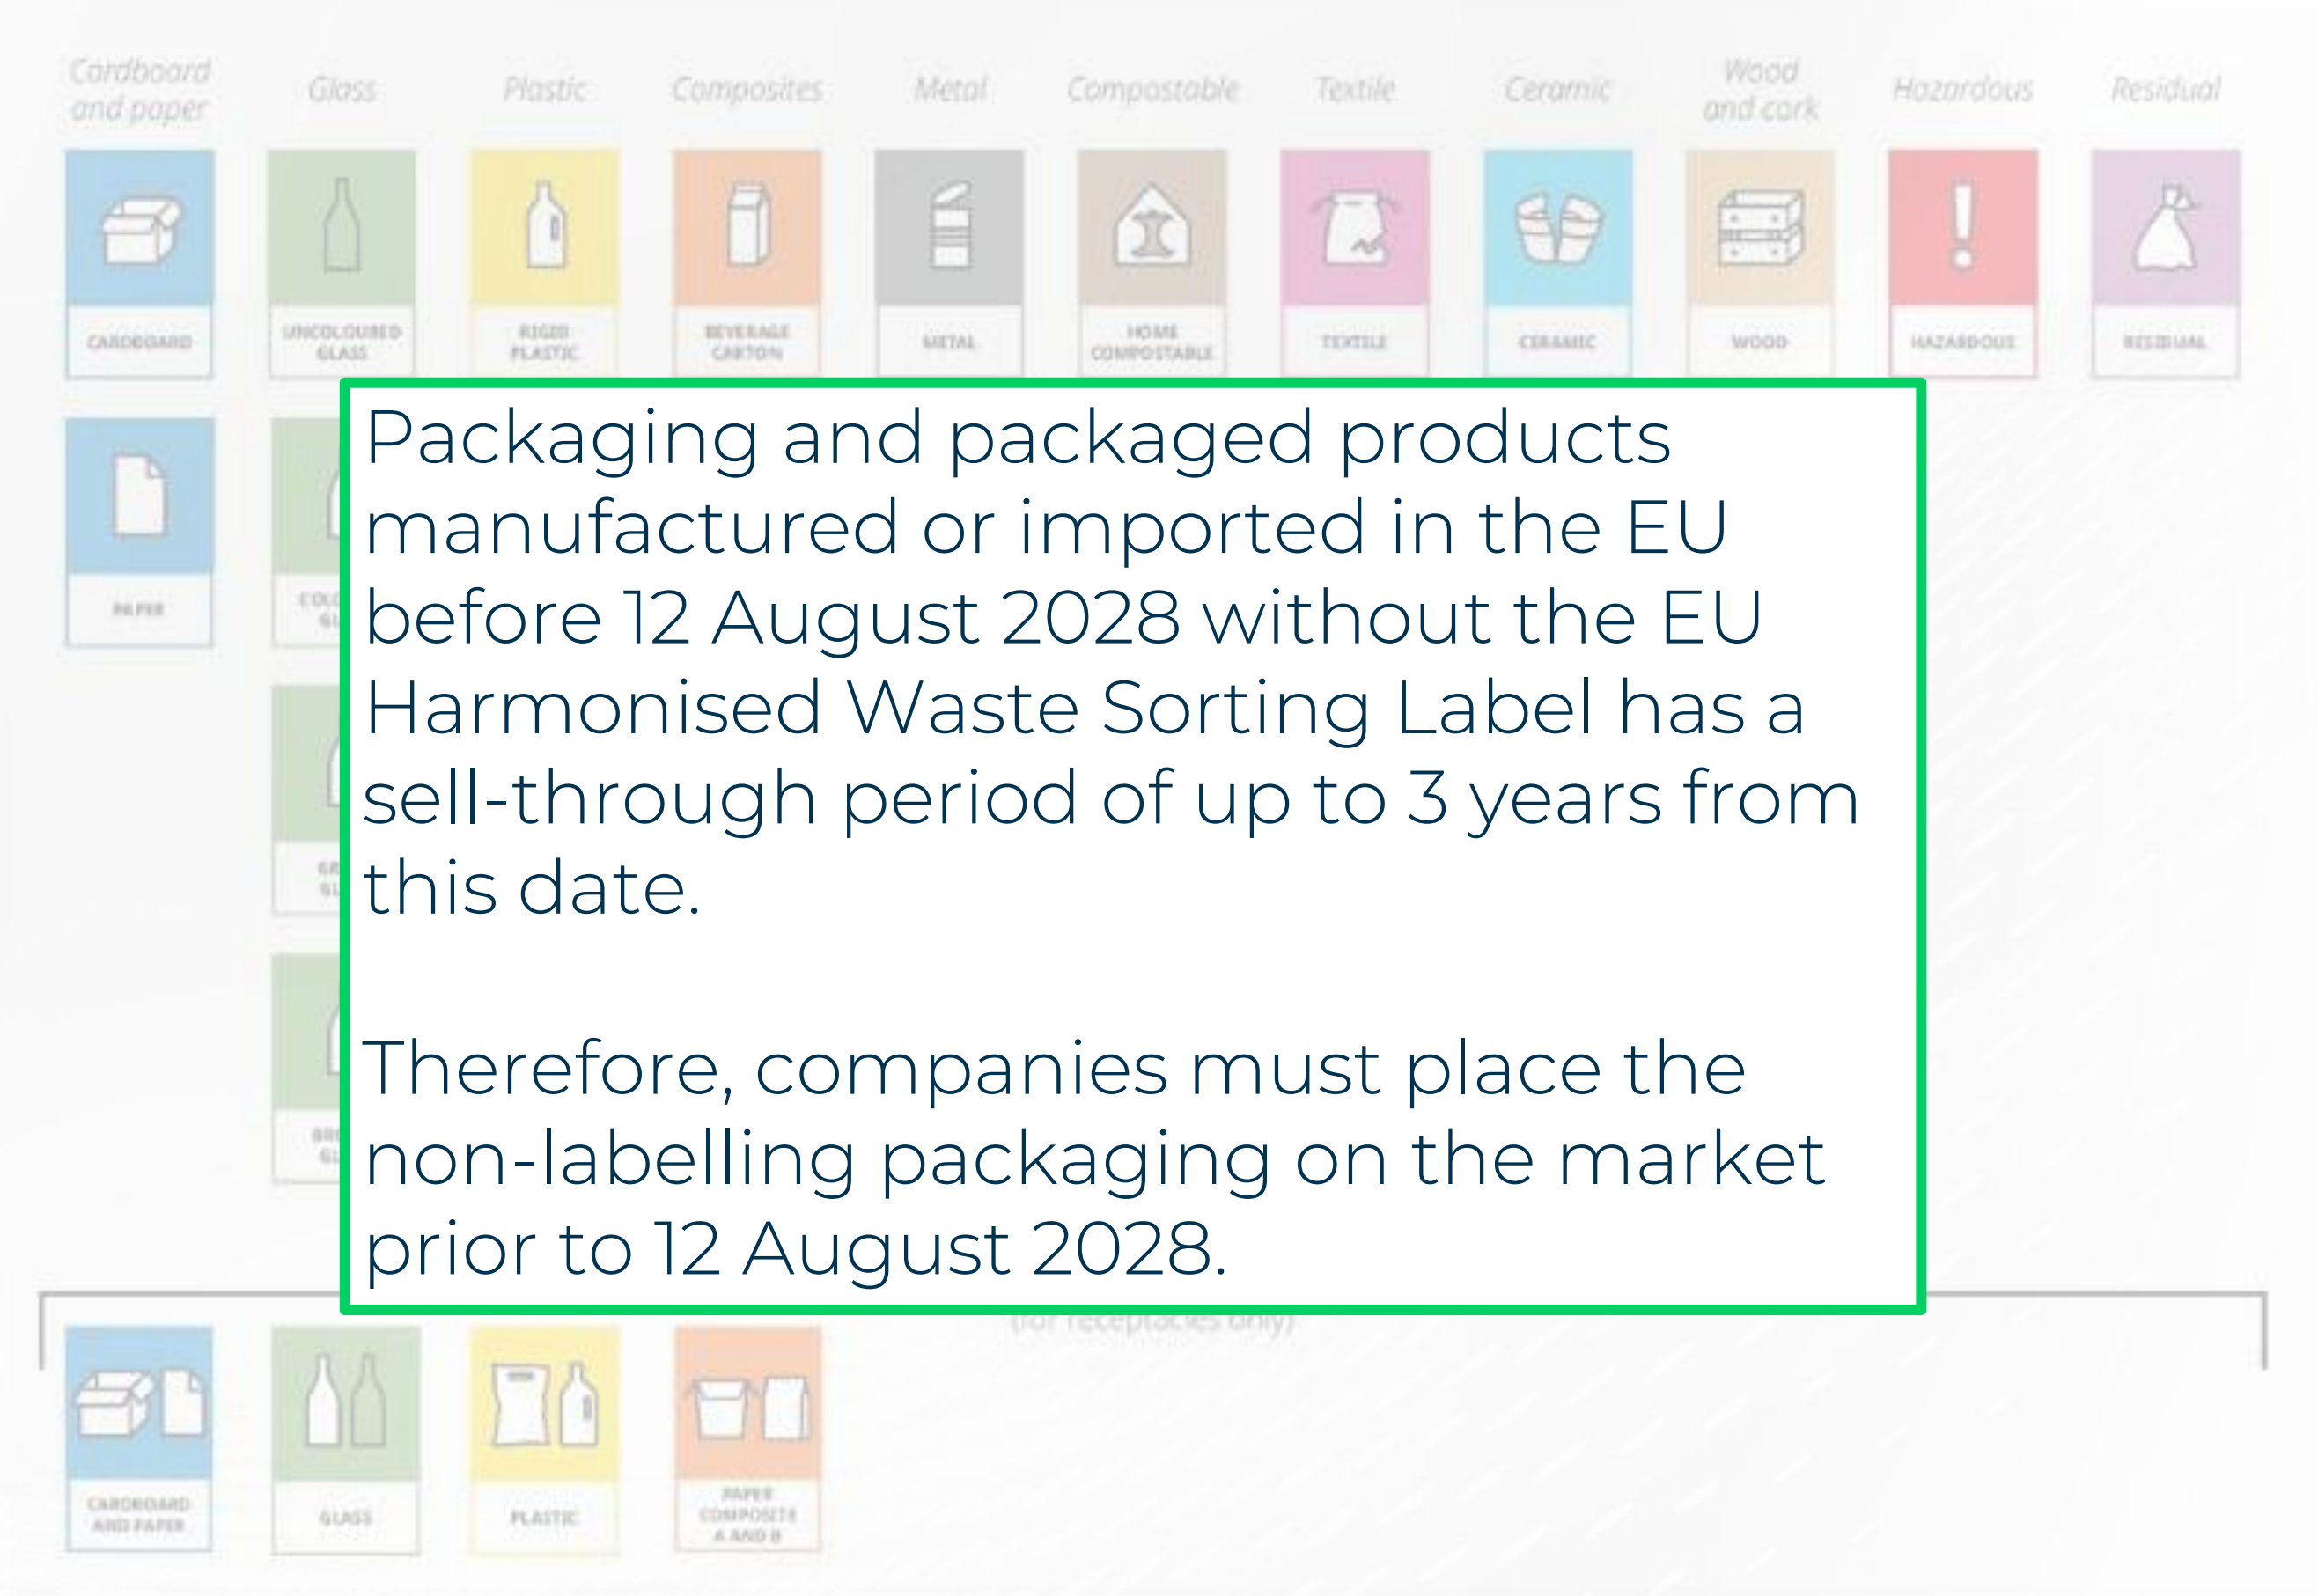 Cardboard
and paper
Glass
Plastic
Composites
Metal
Compostable
Textile
Ceramic
Wood
and cork
Hazardous
Residual
CARDBOARD
UNCOLOURED
GLASS
RIGID
PLASTIC
BEVERAGE
CARTON
METAL
HOME
COMPOSTABLE
TEXTILE
CERAMIC
WOOD
HAZARDOUS
RESIDUAL
PAPER
Packaging and packaged products
manufactured or imported in the EU
before 12 August 2028 without the EU
Harmonised Waste Sorting Label has a
sell-through period of up to 3 years from
this date.
Therefore, companies must place the
non-labelling packaging on the market
prior to 12 August 2028.
(for receptacles only)
CARDBOARD
AND PAPER
GLASS
PLASTIC
PAPER
COMPOSITE
A AND B